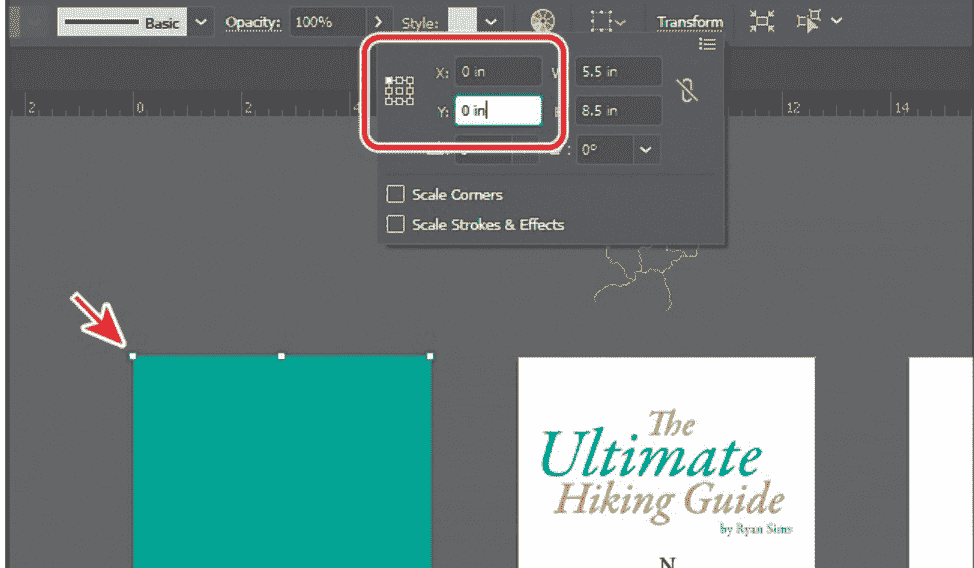 Basic Opacity: 100% Style: Transform
X: 0 in 5.5 in
Y: 0 in 8.5 in
0°
Scale Corners
Scale Strokes & Effects
2 0 2 4 12 14
The
Ultimate
Hiking Guide
by Ryan Sims
N